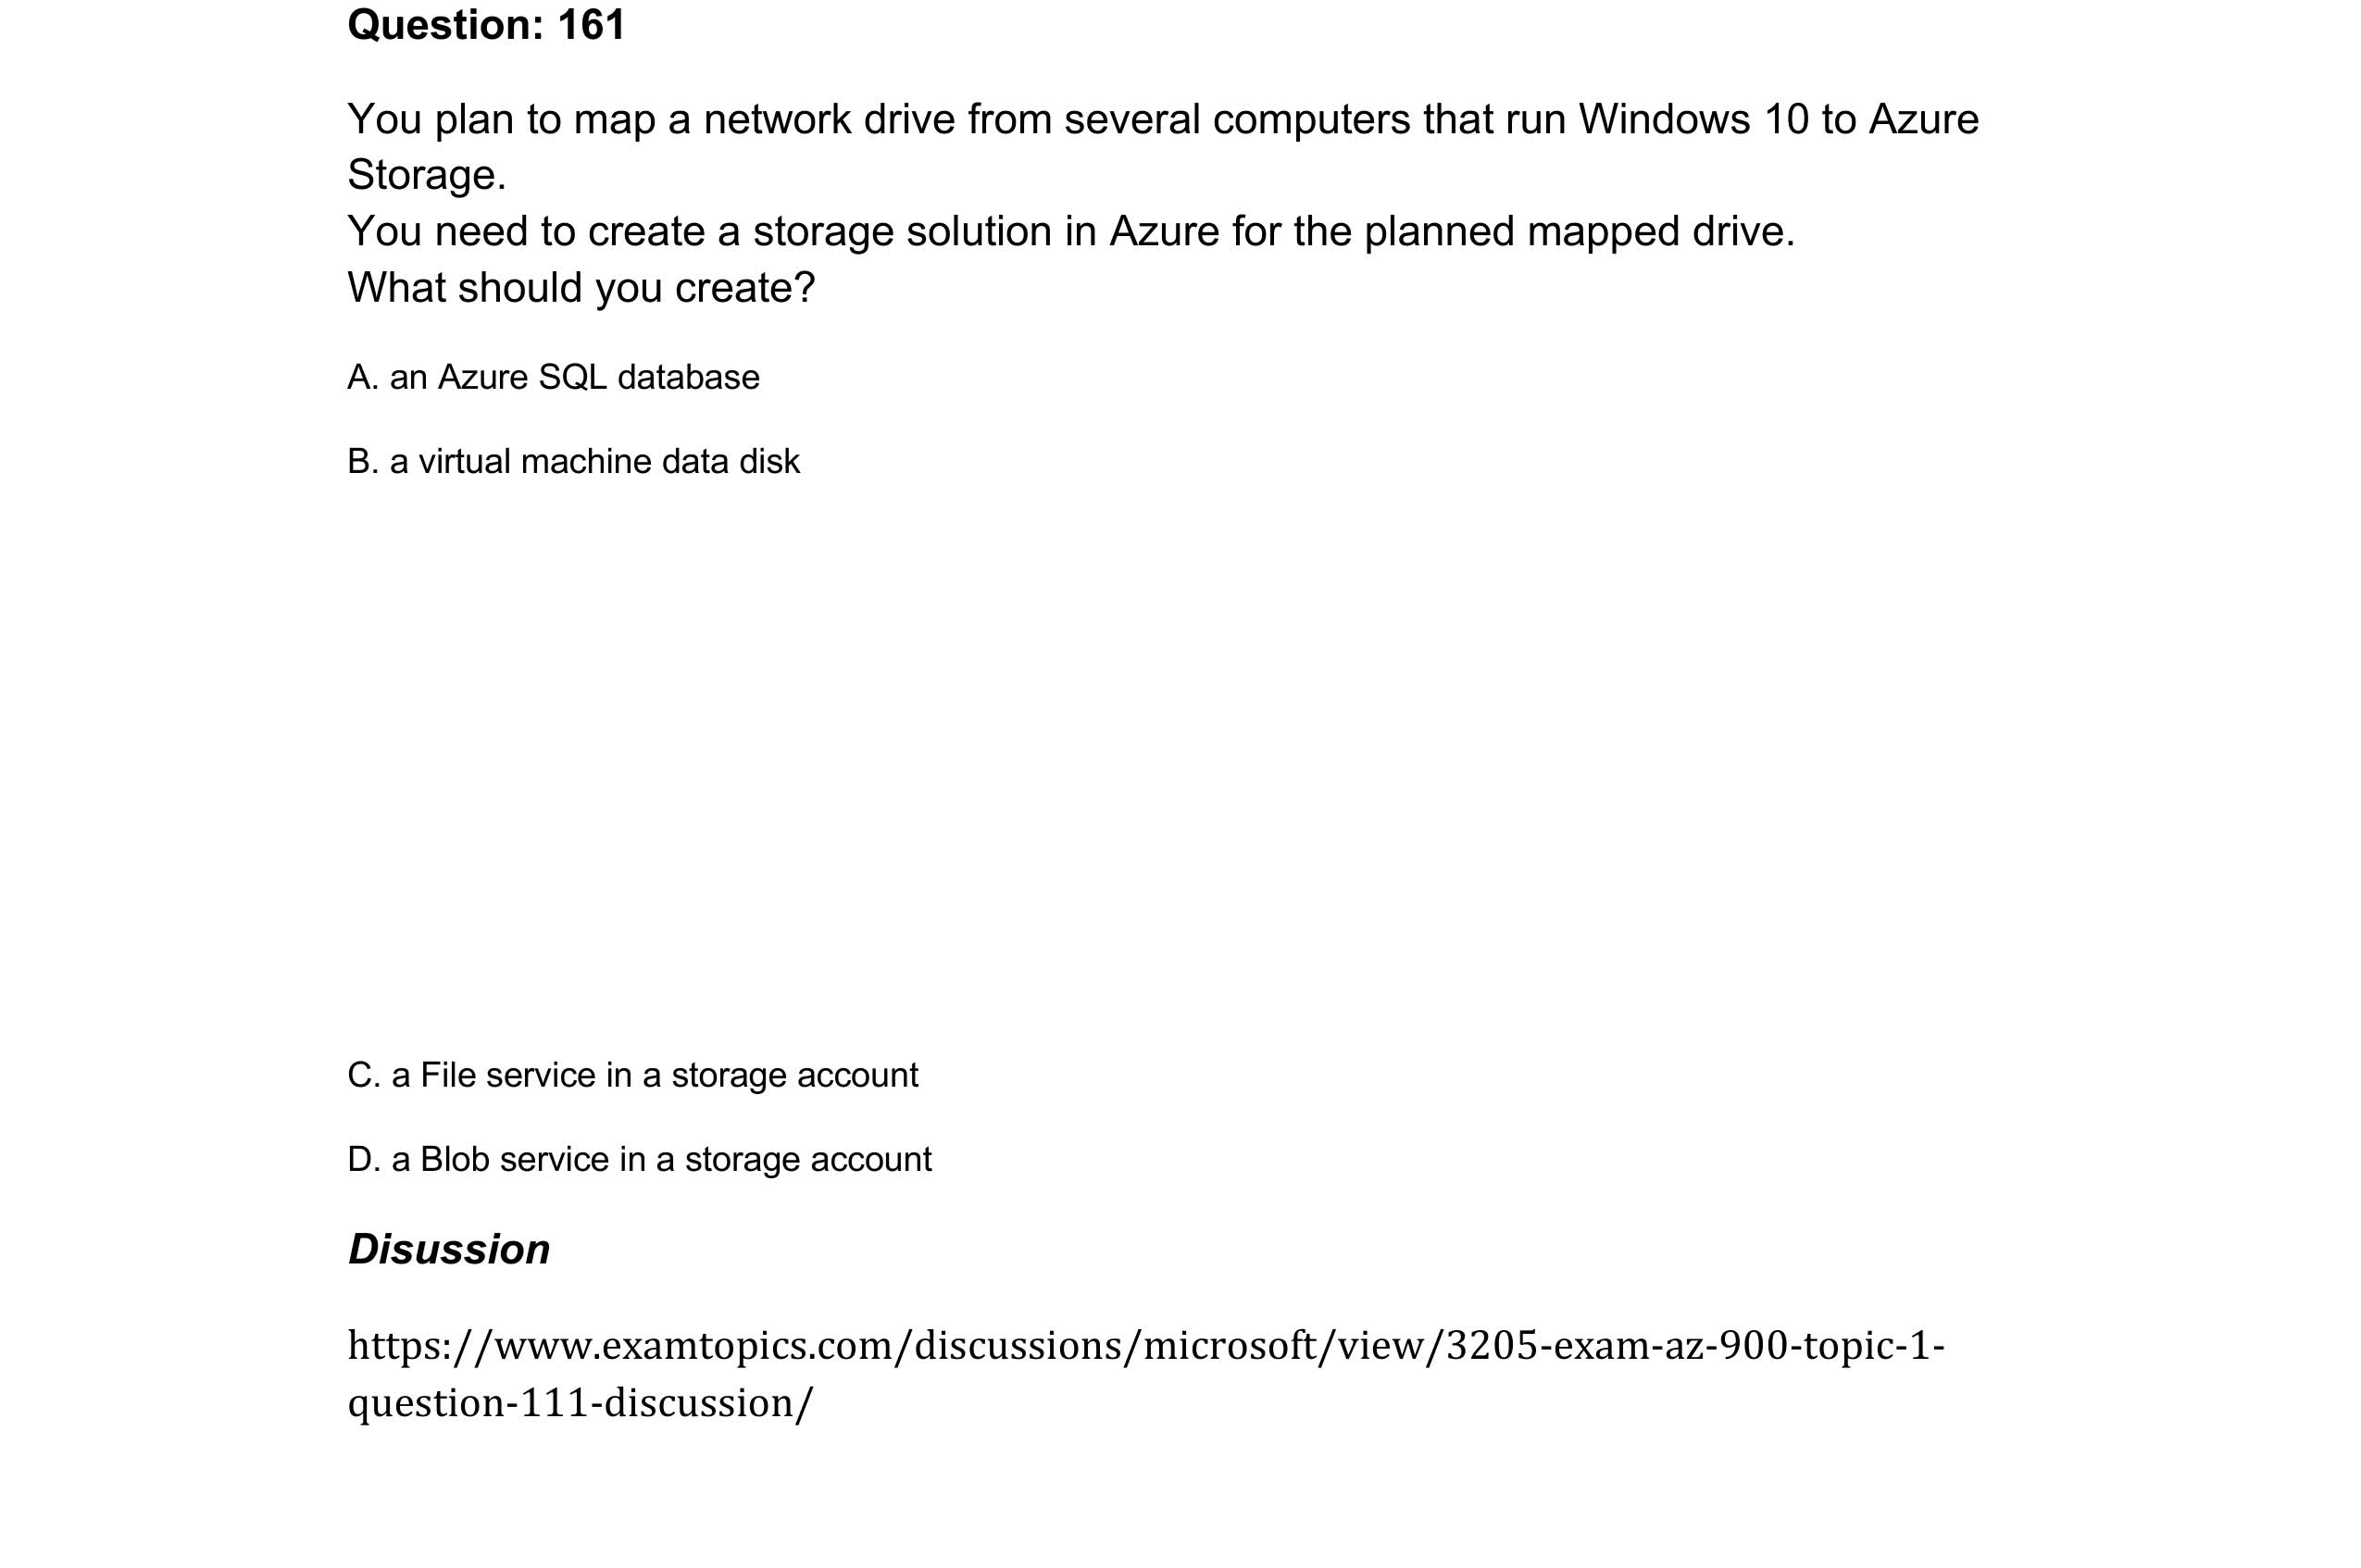 Question: 161
You plan to map a network drive from several computers that run Windows 10 to Azure
Storage.
You need to create a storage solution in Azure for the planned mapped drive.
What should you create?
A. an Azure SQL database
B. a virtual machine data disk
C. a File service in a storage account
D. a Blob service in a storage account
Disussion
https://www.examtopics.com/discussions/microsoft/view/3205-exam-az-900-topic-1-
question-111-discussion/